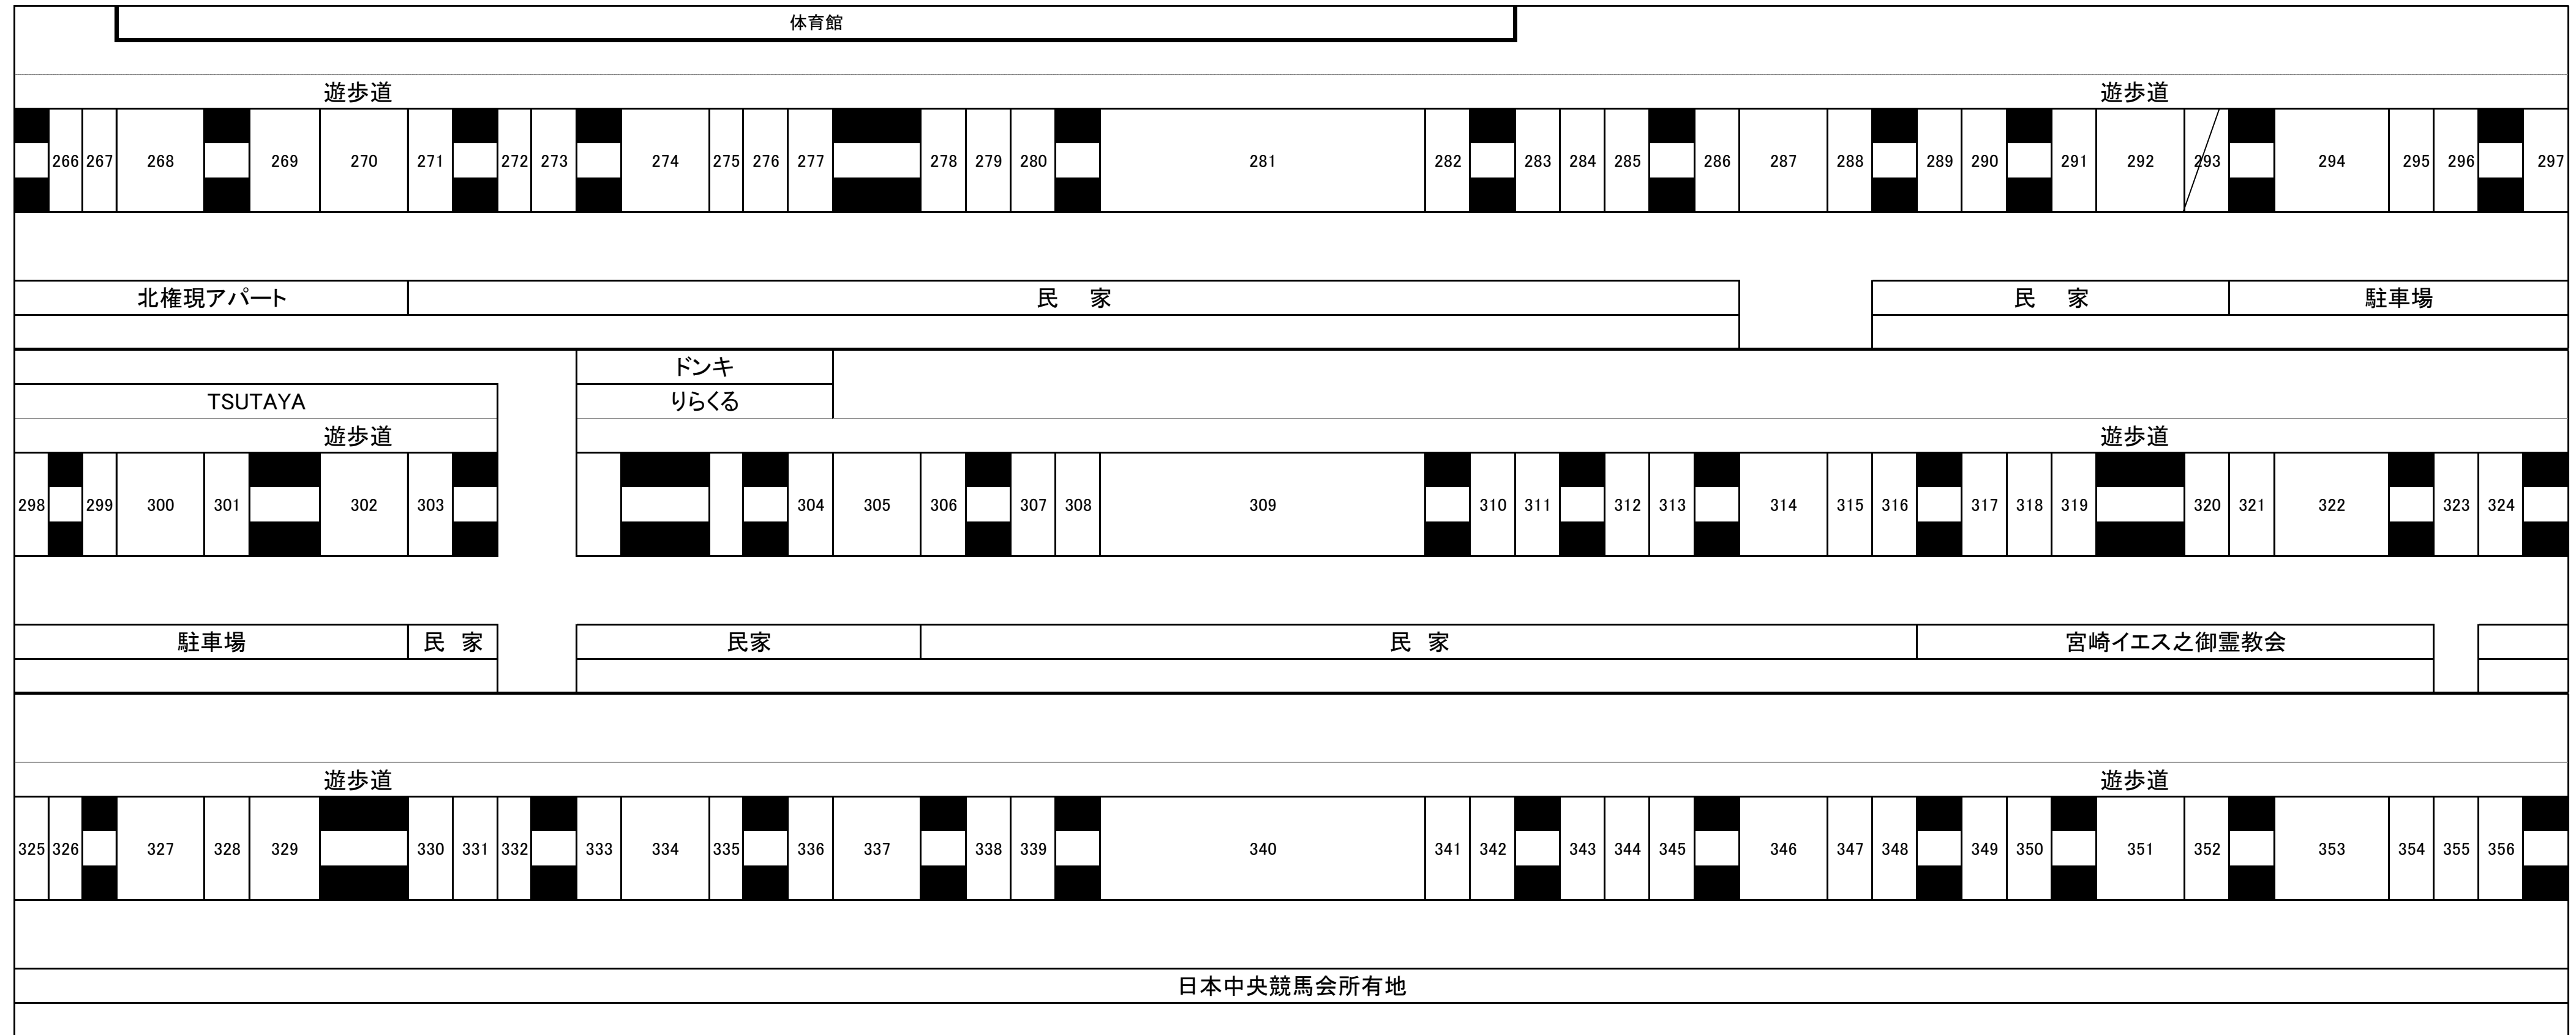 体育館
遊歩道 遊歩道
266 267 268 269 270 271 272 273 274 275 276 277 278 279 280 281 282 283 284 285 286 287 288 289 290 291 292 293 294 295 296 297
北権現アパート 民 家 民 家 駐車場
ドンキ
TSUTAYA りらくる
遊歩道 遊歩道
298 299 300 301 302 303 304 305 306 307 308 309 310 311 312 313 314 315 316 317 318 319 320 321 322 323 324
駐車場 民 家 民家 民 家 宮崎イエス之御霊教会
遊歩道 遊歩道
325 326 327 328 329 330 331 332 333 334 335 336 337 338 339 340 341 342 343 344 345 346 347 348 349 350 351 352 353 354 355 356
日本中央競馬会所有地